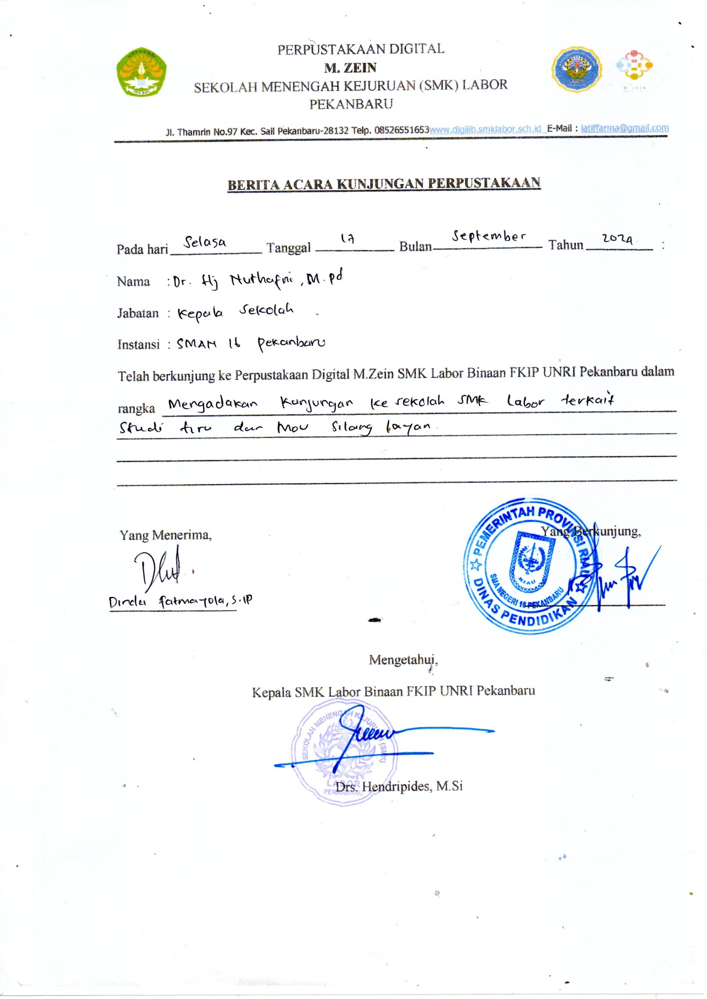 PERPUSTAKAAN DIGITAL
M. ZEIN
SEKOLAH MENENGAH KEJURUAN (SMK) LABOR
PEKANBARU
Jl. Thamrin No.97 Kec. Sail Pekanbaru-28132 Telp. 08526551653www.digilib.smklabor.sch.id E-Mail : latiffarma@gmail.com
BERITA ACARA KUNJUNGAN PERPUSTAKAAN
Pada hari Selasa Tanggal 17 Bulan September Tahun 2024 :
Nama : Dr. Hj Nuthafni, M.pd
Jabatan : Kepala Sekolah
Instansi : SMAN 16 Pekanbaru
Telah berkunjung ke Perpustakaan Digital M.Zein SMK Labor Binaan FKIP UNRI Pekanbaru dalam
rangka Mengadakan Kunjungan ke sekolah SMK Labor terkait
Studi tiru dan Mou Silang layan.
Yang Menerima,
Yang Berkunjung,
PEMERINTAH PROVINSI RIAU
DINAS PENDIDIKAN
SMA NEGERI 16 PEKANBARU
RIAU
Dinda fatmayola, S.IP
Mengetahui,
Kepala SMK Labor Binaan FKIP UNRI Pekanbaru
SEKOLAH MENENGAH KEJURUAN (SMK)
LABOR
PEKANBARU
Drs. Hendripides, M.Si